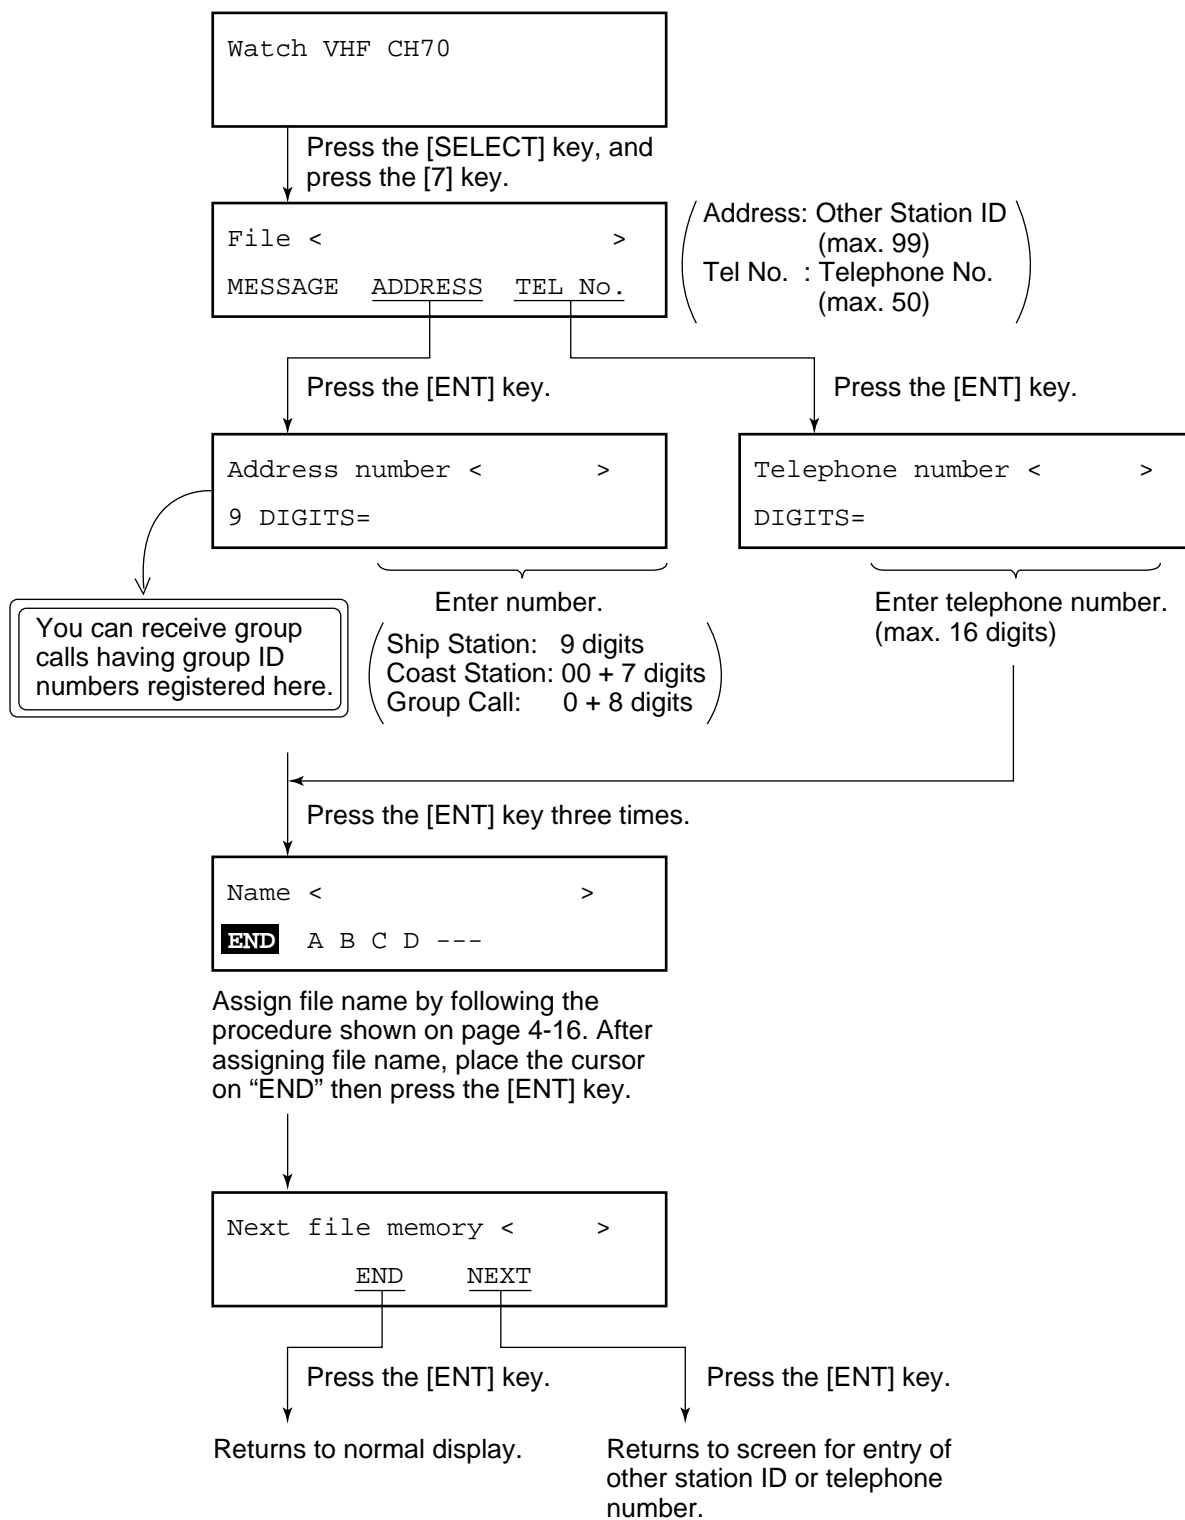 Watch VHF CH70
Press the [SELECT] key, and
press the [7] key.
File < >
MESSAGE ADDRESS TEL No.
Address: Other Station ID
(max. 99)
Tel No. : Telephone No.
(max. 50)
Press the [ENT] key.
Press the [ENT] key.
Address number < >
9 DIGITS=
Telephone number < >
DIGITS=
You can receive group
calls having group ID
numbers registered here.
Enter number.
Ship Station: 9 digits
Coast Station: 00 + 7 digits
Group Call: 0 + 8 digits
Enter telephone number.
(max. 16 digits)
Press the [ENT] key three times.
Name < >
END A B C D ---
Assign file name by following the
procedure shown on page 4-16. After
assigning file name, place the cursor
on “END” then press the [ENT] key.
Next file memory < >
END NEXT
Press the [ENT] key.
Press the [ENT] key.
Returns to normal display.
Returns to screen for entry of
other station ID or telephone
number.